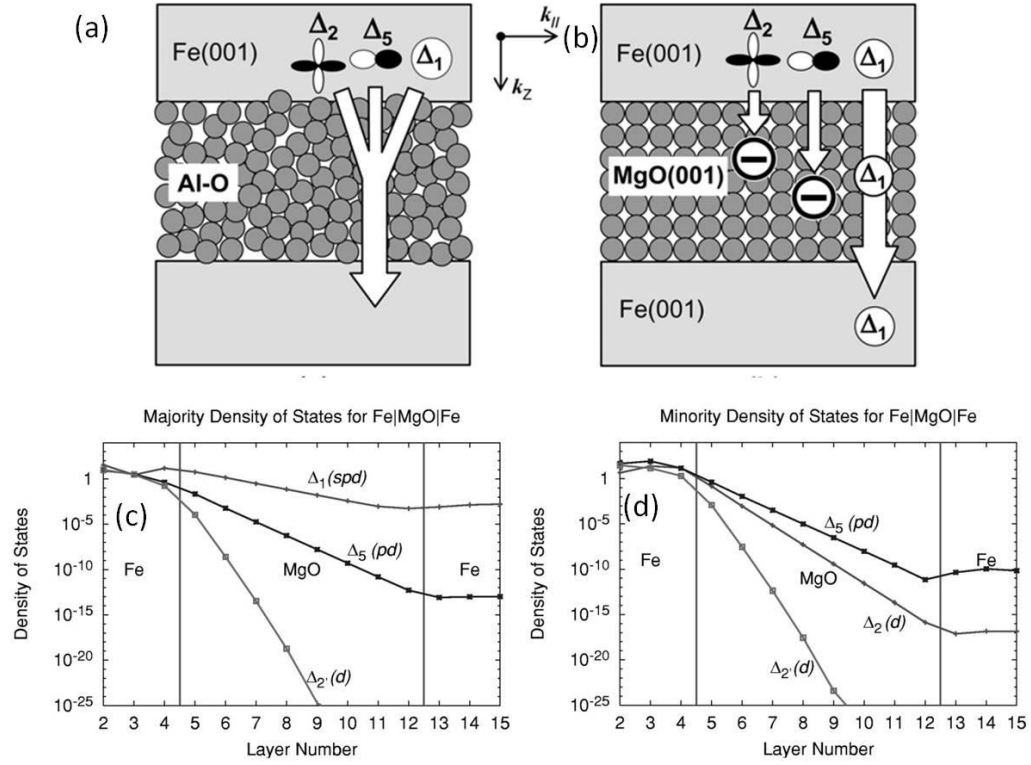 (a)
Fe(001)
Δ2 Δ5 Δ1
Al-O
k||
kz
(b)
Fe(001)
Δ2 Δ5 Δ1
MgO(001)
Δ1
Fe(001)
Δ1
Majority Density of States for Fe|MgO|Fe
Density of States
1
10-5
10-10
10-15
10-20
10-25
(c)
Δ1(spd)
Δ5 (pd)
Fe
MgO
Fe
Δ2'(d)
2 3 4 5 6 7 8 9 10 11 12 13 14 15
Layer Number
Minority Density of States for Fe|MgO|Fe
Density of States
1
10-5
10-10
10-15
10-20
10-25
(d)
Δ5 (pd)
Fe
MgO
Fe
Δ2 (d)
Δ2'(d)
2 3 4 5 6 7 8 9 10 11 12 13 14 15
Layer Number